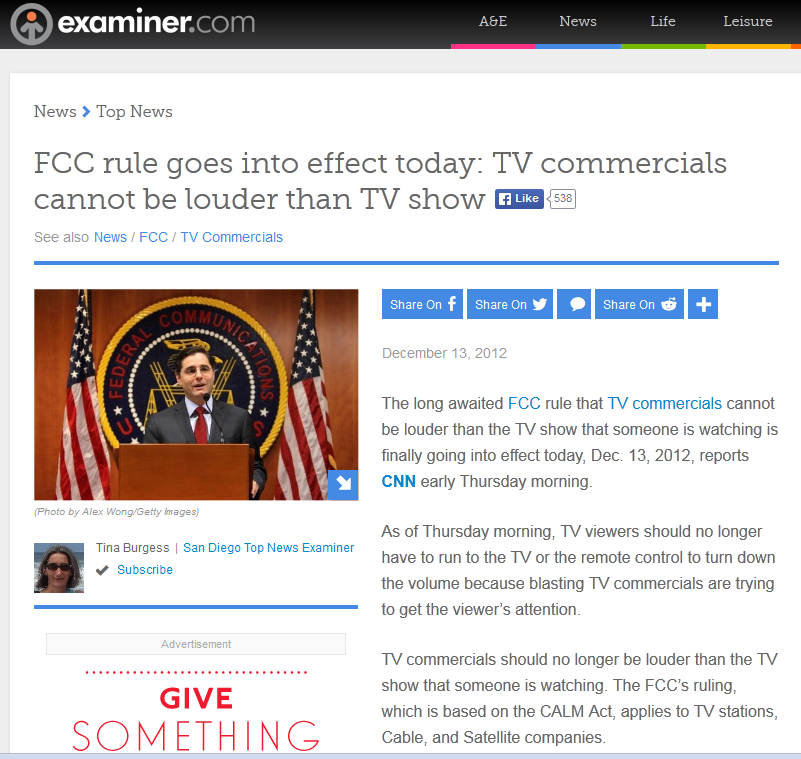 examiner.com
A&E News Life Leisure
News > Top News
FCC rule goes into effect today: TV commercials
cannot be louder than TV show Like 538
See also News / FCC / TV Commercials
FEDERAL COMMUNICATIONS
U S
(Photo by Alex Wong/Getty Images)
Tina Burgess | San Diego Top News Examiner
Subscribe
Advertisement
GIVE
SOMETHING
Share On Share On Share On
December 13, 2012
The long awaited FCC rule that TV commercials cannot
be louder than the TV show that someone is watching is
finally going into effect today, Dec. 13, 2012, reports
CNN early Thursday morning.
As of Thursday morning, TV viewers should no longer
have to run to the TV or the remote control to turn down
the volume because blasting TV commercials are trying
to get the viewer's attention.
TV commercials should no longer be louder than the TV
show that someone is watching. The FCC's ruling,
which is based on the CALM Act, applies to TV stations,
Cable, and Satellite companies.